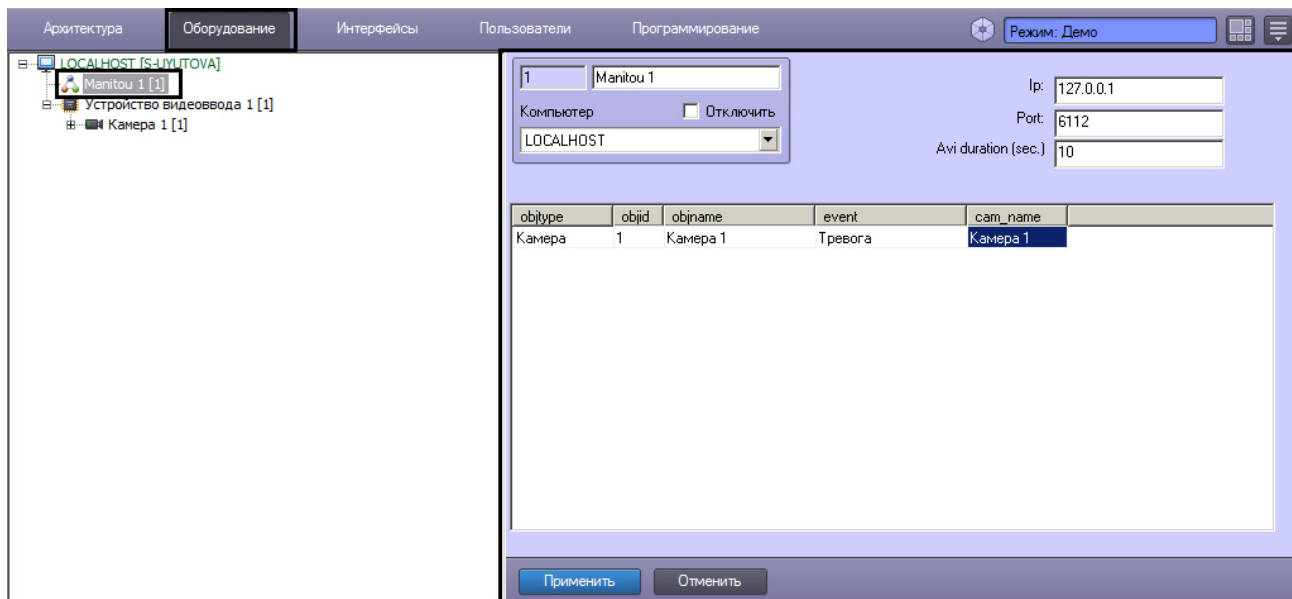 Архитектура Оборудование Интерфейсы Пользователи Программирование Режим: Демо
LOCALHOST [S-UYUTOVA]
Manitou 1 [1]
Устройство видеоввода 1 [1]
Камера 1 [1]
1 Manitou 1
Компьютер Отключить
LOCALHOST
Ip: 127.0.0.1
Port: 6112
Avi duration (sec.) 10
objtype objid objname event cam_name
Камера 1 Камера 1 Тревога Камера 1
Применить Отменить